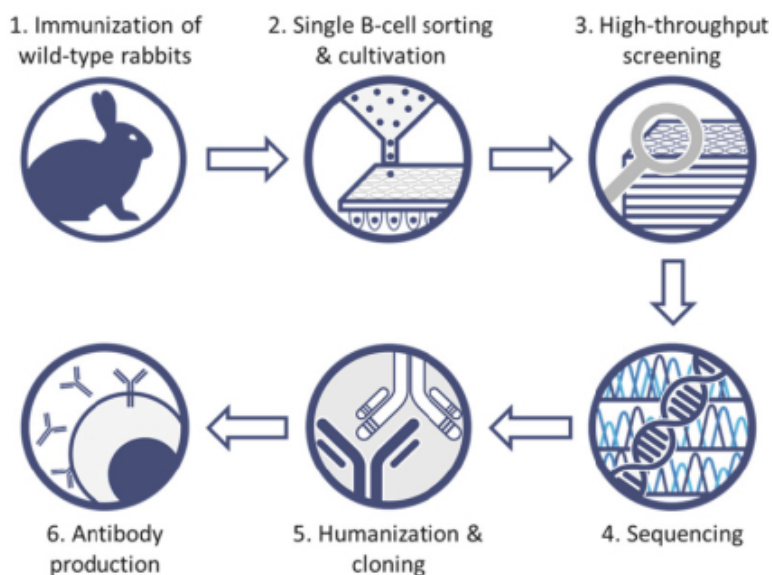 1. Immunization of
wild-type rabbits
2. Single B-cell sorting
& cultivation
3. High-throughput
screening
4. Sequencing
5. Humanization &
cloning
6. Antibody
production